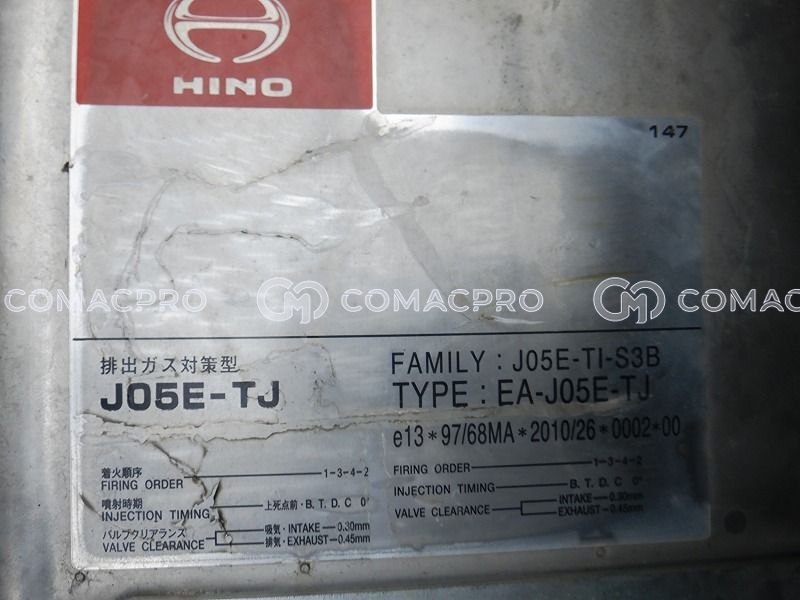 HINO
147
排出ガス対策型
J05E-TJ
FAMILY : J05E-TI-S3B
TYPE : EA-J05E-TJ
e13*97/68MA*2010/26*0002*00
COMACPRO COMACPRO COMA
着火順序
FIRING ORDER 1-3-4-2
噴射時期
INJECTION TIMING 上死点前・B.T.D.C 0°
バルブクリアランス
VALVE CLEARANCE
吸気・INTAKE 0.30mm
排気・EXHAUST 0.45mm
FIRING ORDER 1-3-4-2
INJECTION TIMING B.T.D.C 0°
VALVE CLEARANCE
INTAKE 0.30mm
EXHAUST 0.45mm